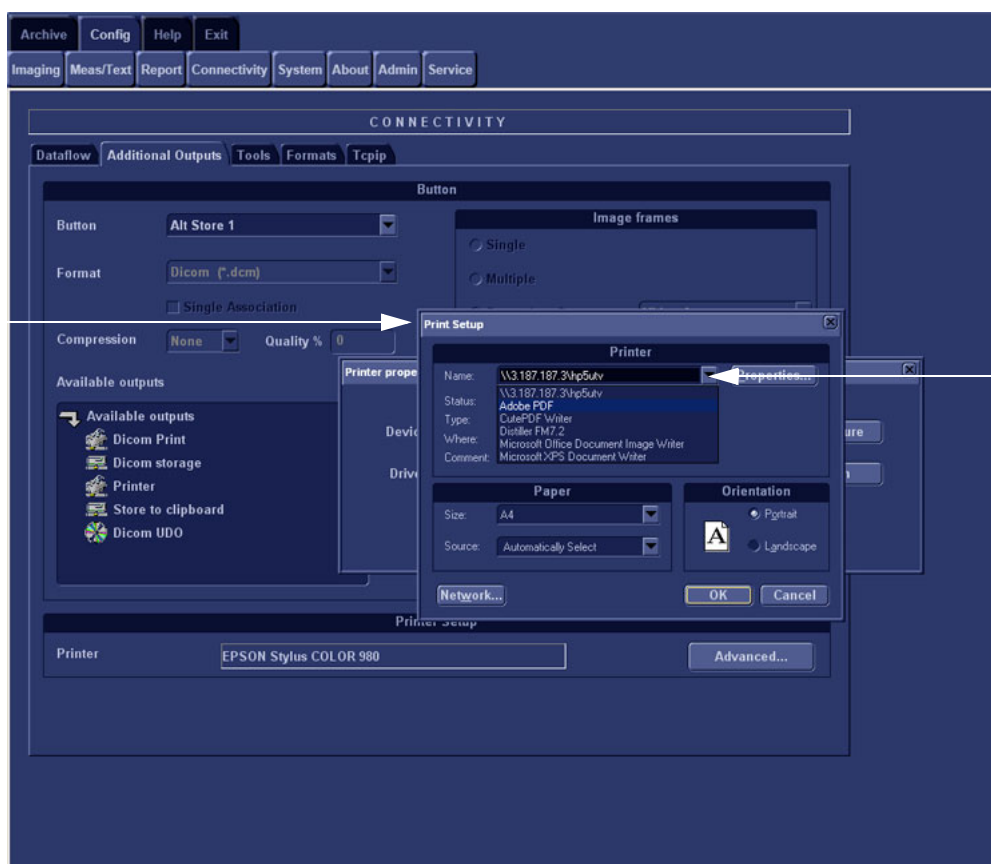 Archive Config Help Exit
Imaging Meas/Text Report Connectivity System About Admin Service
CONNECTIVITY
Dataflow Additional Outputs Tools Formats Tcpip
Button
Button Alt Store 1
Format Dicom (*.dcm)
Single Association
Compression None Quality % 0
Image frames
Single
Multiple
Available outputs
Available outputs
Dicom Print
Dicom storage
Printer
Store to clipboard
Dicom UDO
Printer prope
Devic
Drive
ure
Print Setup
Printer
Name: \\3.187.187.3\hp5utv Properties...
Status:
Type:
Where:
Comment:
\\3.187.187.3\hp5utv
Adobe PDF
CutePDF Writer
Distiller FM7.2
Microsoft Office Document Image Writer
Microsoft XPS Document Writer
Paper
Size: A4
Source: Automatically Select
Orientation
A
Portrait
Landscape
Network... OK Cancel
Printer Setup
Printer EPSON Stylus COLOR 980 Advanced...